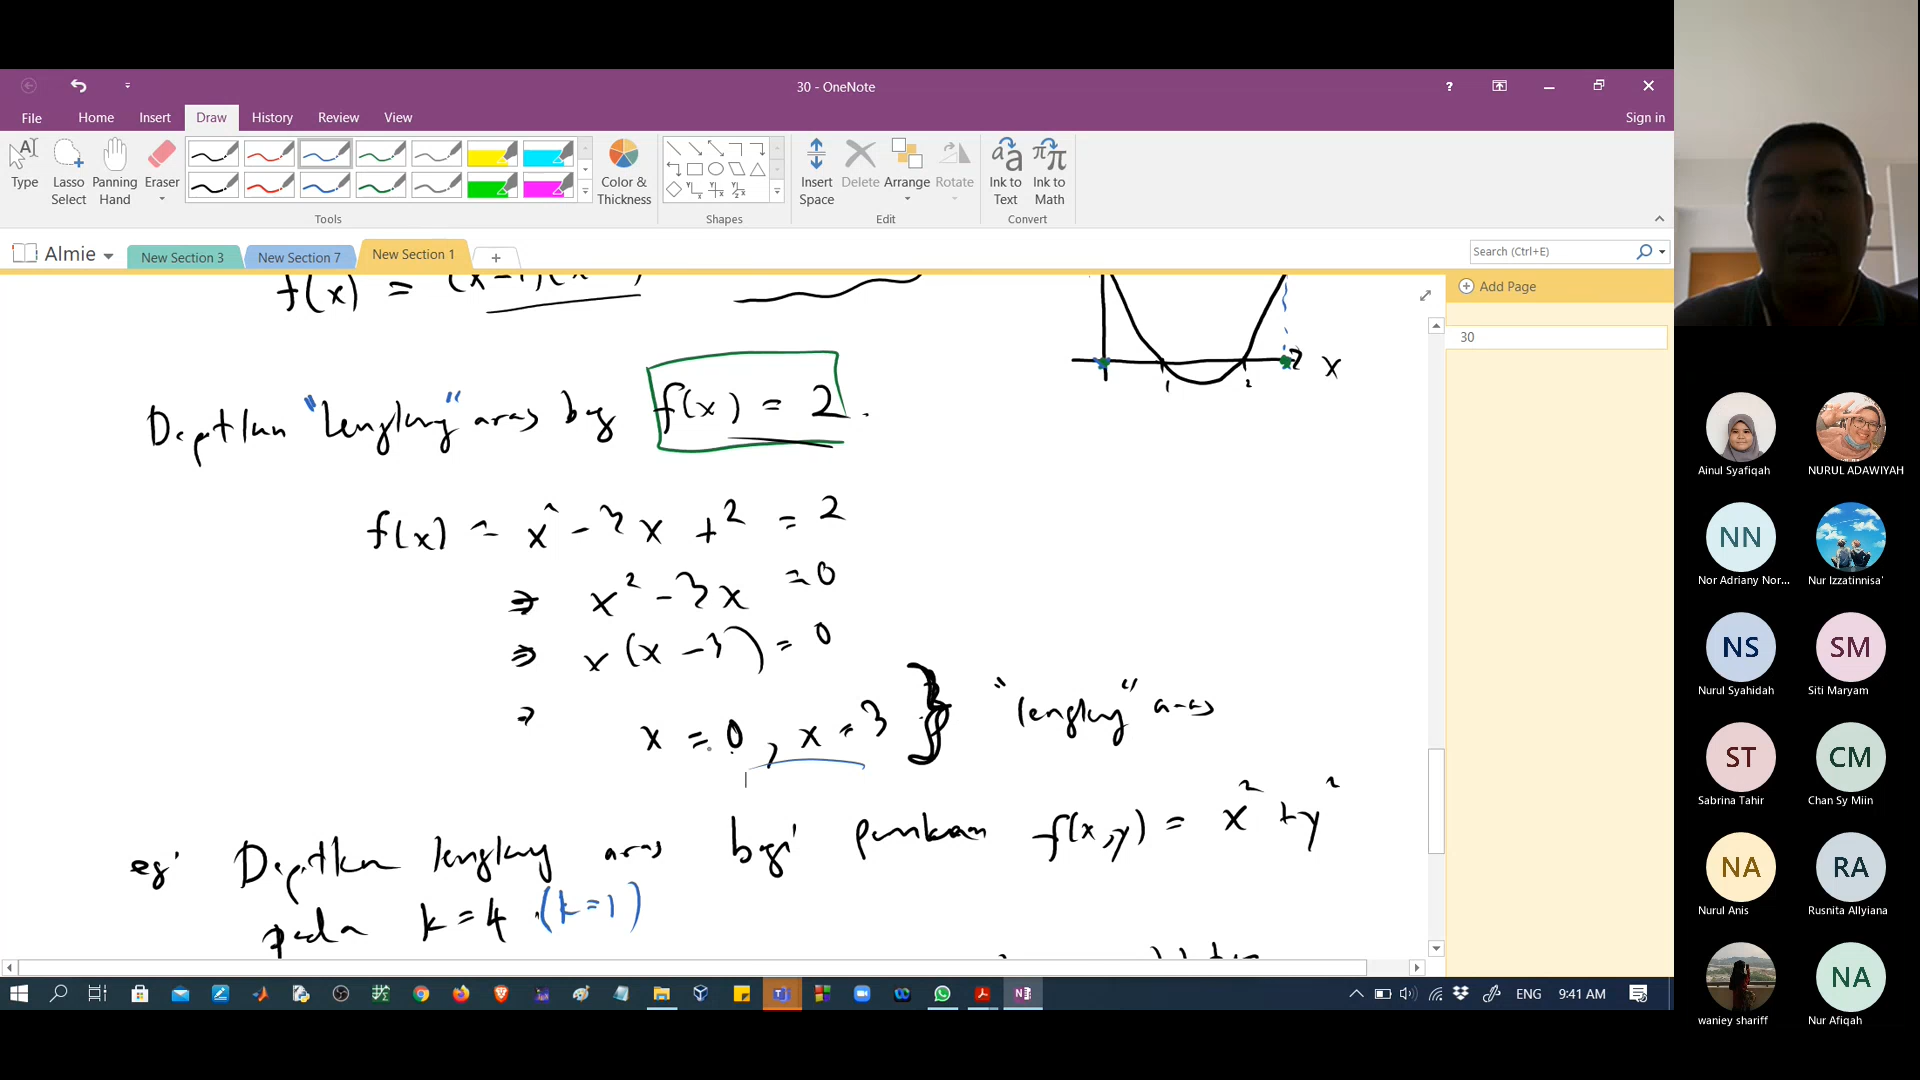 30 - OneNote
File Home Insert Draw History Review View Sign in
Type
Lasso Select
Panning Hand
Eraser
Color & Thickness
Insert Space
Delete
Arrange
Rotate
Ink to Text
Ink to Math
Tools
Shapes
Edit
Convert
Almie
New Section 3
New Section 7
New Section 1
Search (Ctrl+E)
Add Page
30
f(x) =
x
1 2
"lengkung" aras f(x) = 2.
f(x) = x² - 3x + 2 = 2
⇒ x² - 3x = 0
⇒ x(x - 3) = 0
⇒ x = 0, x = 3 } "lengkung" aras
eg: Dapatkan lengkung aras bagi f(x,y) = x² + y²
pada k = 4. (k = 1)
Ainul Syafiqah
NURUL ADAWIYAH
NN
Nor Adriany Nor...
Nur Izzatinnisa'
NS
Nurul Syahidah
SM
Siti Maryam
ST
Sabrina Tahir
CM
Chan Sy Miin
NA
Nurul Anis
RA
Rusnita Allyiana
waniey shariff
NA
Nur Afiqah
ENG 9:41 AM